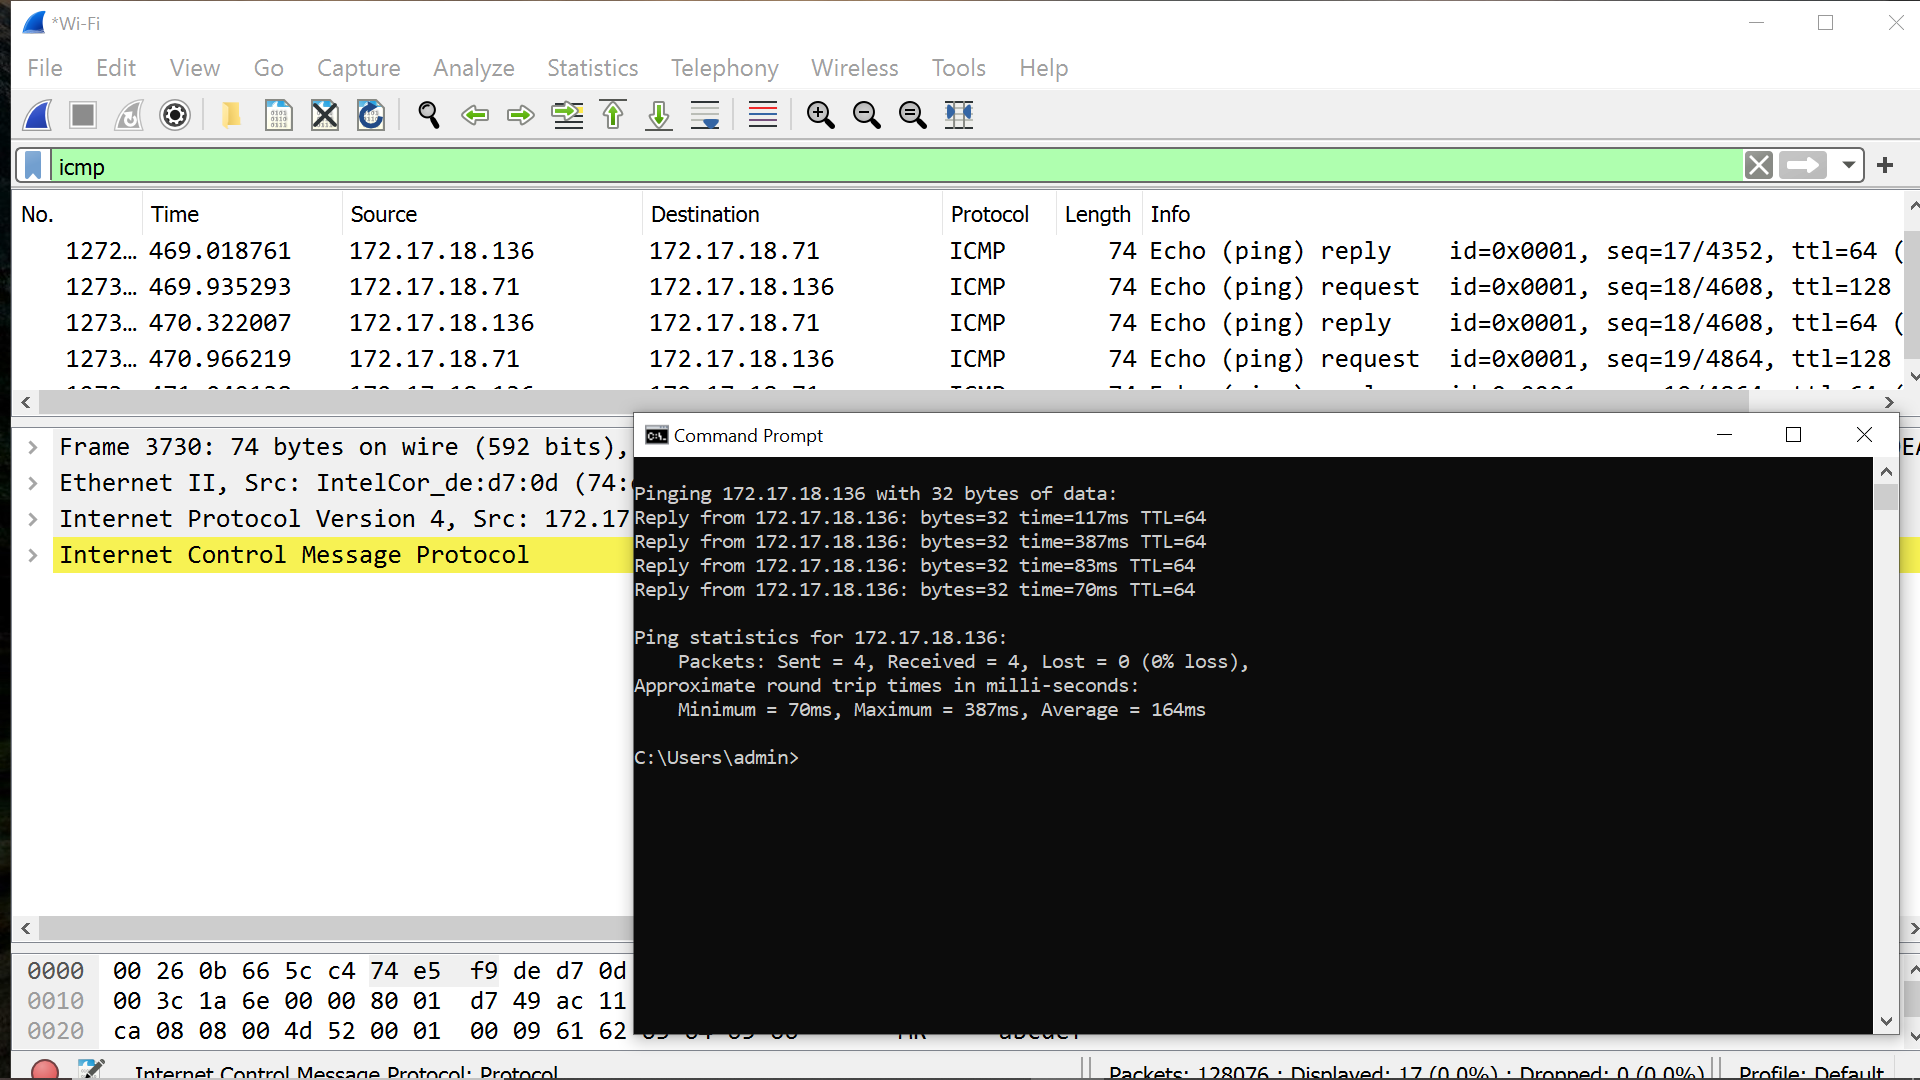 *Wi-Fi
File Edit View Go Capture Analyze Statistics Telephony Wireless Tools Help
icmp
No. Time Source Destination Protocol Length Info
1272… 469.018761 172.17.18.136 172.17.18.71 ICMP 74 Echo (ping) reply id=0x0001, seq=17/4352, ttl=64 (
1273… 469.935293 172.17.18.71 172.17.18.136 ICMP 74 Echo (ping) request id=0x0001, seq=18/4608, ttl=128
1273… 470.322007 172.17.18.136 172.17.18.71 ICMP 74 Echo (ping) reply id=0x0001, seq=18/4608, ttl=64 (
1273… 470.966219 172.17.18.71 172.17.18.136 ICMP 74 Echo (ping) request id=0x0001, seq=19/4864, ttl=128
Frame 3730: 74 bytes on wire (592 bits),
Ethernet II, Src: IntelCor_de:d7:0d (74:
Internet Protocol Version 4, Src: 172.17
Internet Control Message Protocol
Command Prompt
Pinging 172.17.18.136 with 32 bytes of data:
Reply from 172.17.18.136: bytes=32 time=117ms TTL=64
Reply from 172.17.18.136: bytes=32 time=387ms TTL=64
Reply from 172.17.18.136: bytes=32 time=83ms TTL=64
Reply from 172.17.18.136: bytes=32 time=70ms TTL=64
Ping statistics for 172.17.18.136:
Packets: Sent = 4, Received = 4, Lost = 0 (0% loss),
Approximate round trip times in milli-seconds:
Minimum = 70ms, Maximum = 387ms, Average = 164ms
C:\Users\admin>
0000 00 26 0b 66 5c c4 74 e5 f9 de d7 0d
0010 00 3c 1a 6e 00 00 80 01 d7 49 ac 11
0020 ca 08 08 00 4d 52 00 01 00 09 61 62
Internet Control Message Protocol: Protocol
Packets: 128076 · Displayed: 17 (0.0%) · Dropped: 0 (0.0%)
Profile: Default